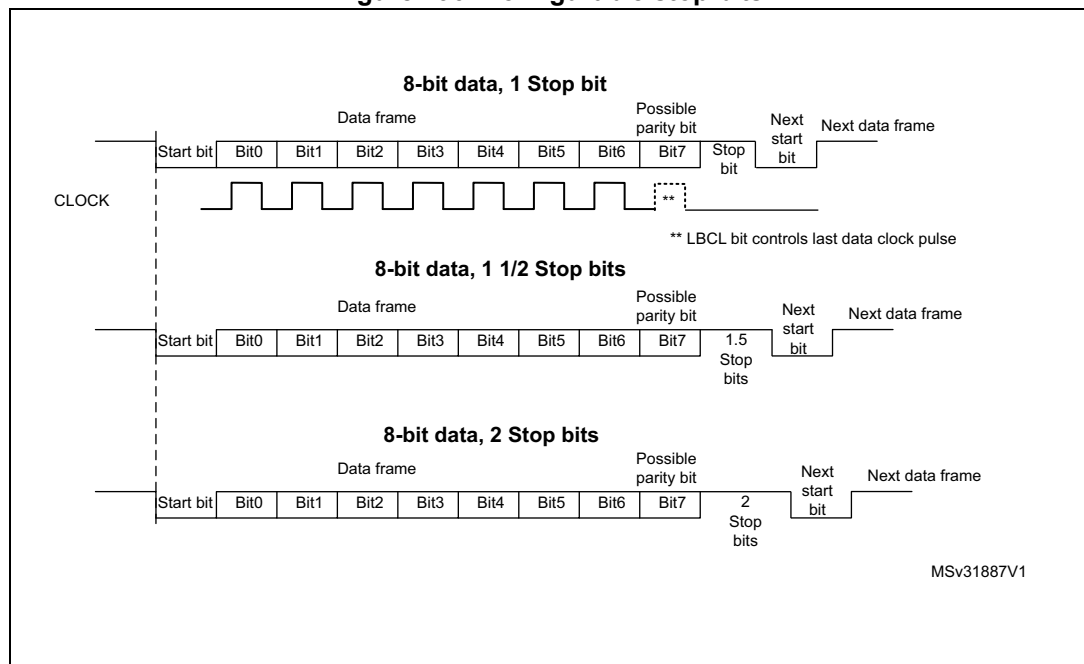 8-bit data, 1 Stop bit
Data frame
Possible
parity bit
Next
start
bit
Next data frame
Start bit Bit0 Bit1 Bit2 Bit3 Bit4 Bit5 Bit6 Bit7 Stop
bit
CLOCK
**
** LBCL bit controls last data clock pulse
8-bit data, 1 1/2 Stop bits
Data frame
Possible
parity bit
Next
start
bit
Next data frame
Start bit Bit0 Bit1 Bit2 Bit3 Bit4 Bit5 Bit6 Bit7 1.5
Stop
bits
8-bit data, 2 Stop bits
Data frame
Possible
parity bit
Next
start
bit
Next data frame
Start bit Bit0 Bit1 Bit2 Bit3 Bit4 Bit5 Bit6 Bit7 2
Stop
bits
MSv31887V1